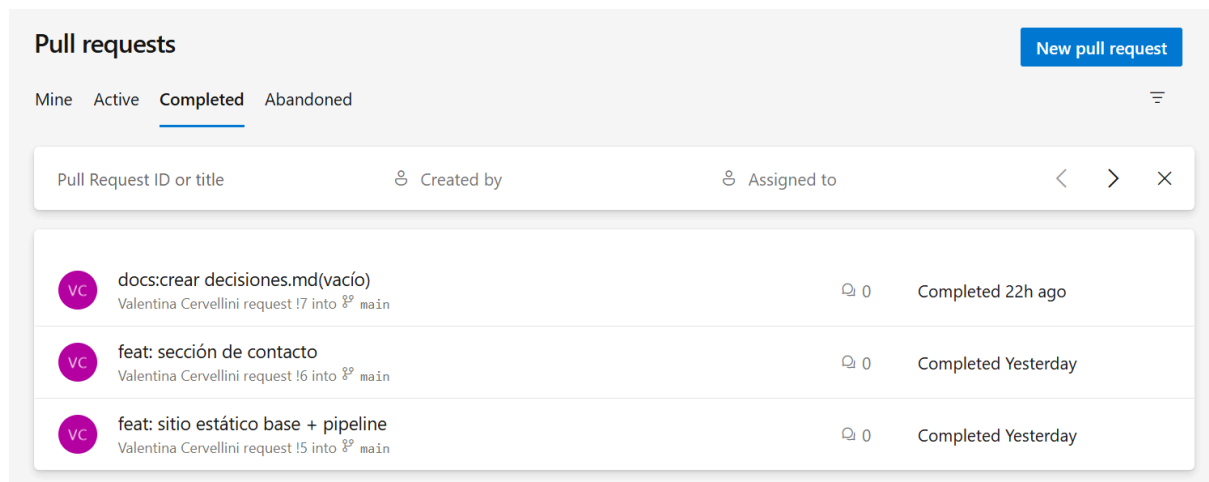 Pull requests
New pull request
Mine Active Completed Abandoned
Pull Request ID or title Created by Assigned to
docs:crear decisiones.md(vacío)
VC 0 Completed 22h ago
Valentina Cervellini request !7 into main
feat: sección de contacto
VC 0 Completed Yesterday
Valentina Cervellini request !6 into main
feat: sitio estático base + pipeline
VC 0 Completed Yesterday
Valentina Cervellini request !5 into main